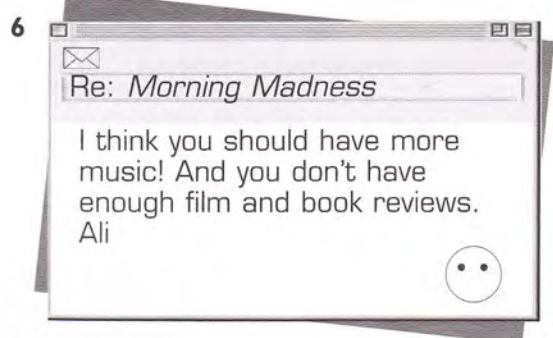 6
Re: Morning Madness
I think you should have more
music! And you don't have
enough film and book reviews.
Ali